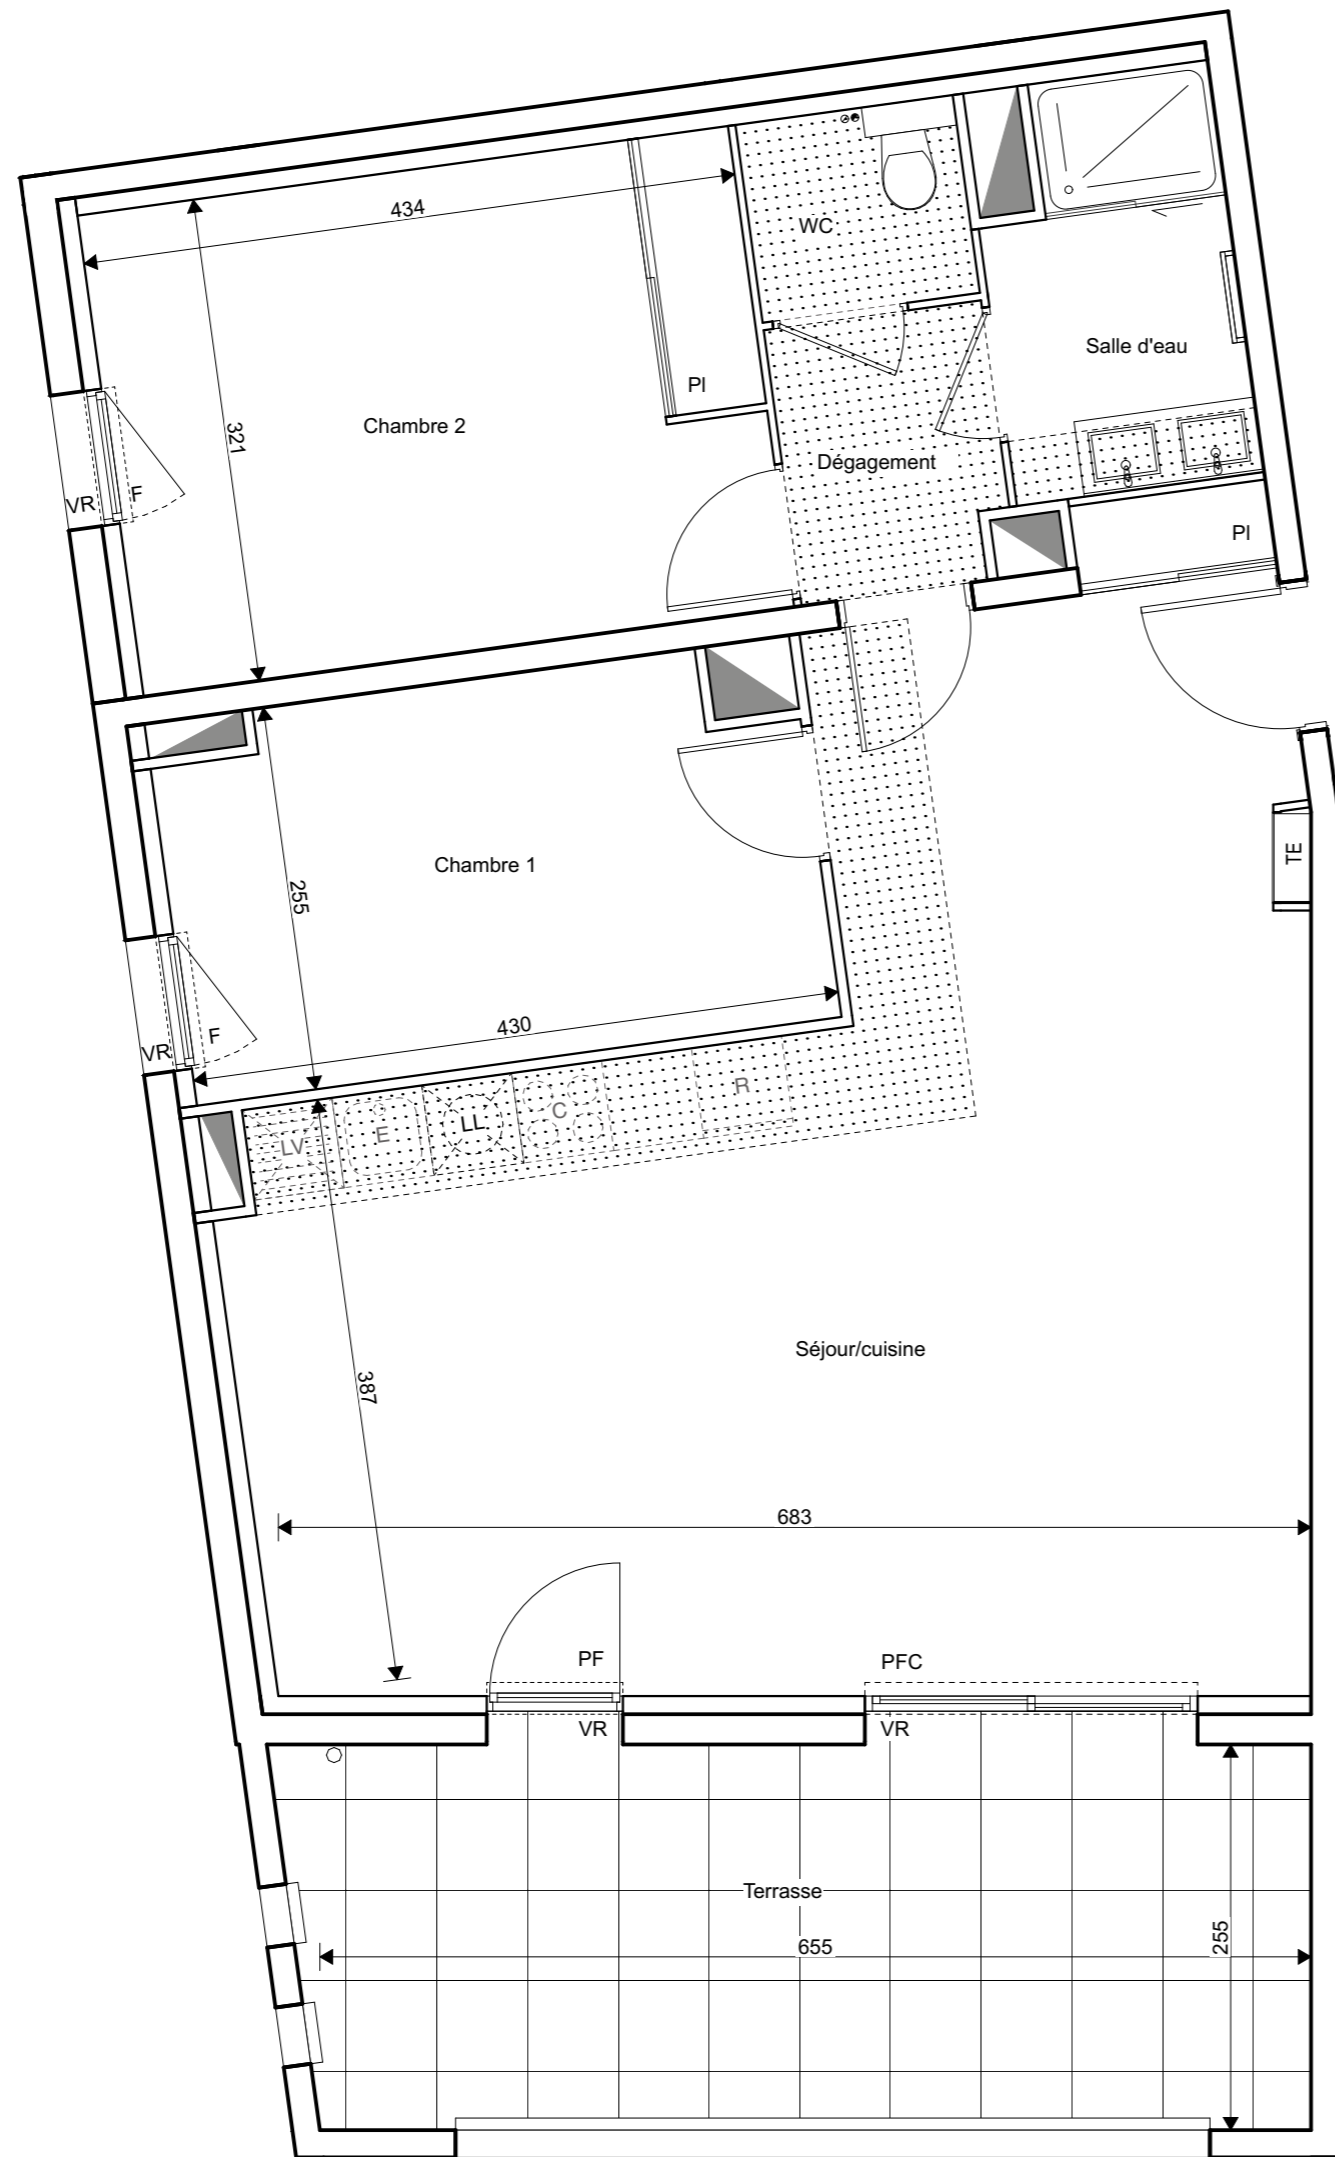 434
WC
Salle d'eau
Pl
321
Chambre 2
Dégagement
VR
F
Pl
TE
Chambre 1
255
430
F
VR
R
C
LL
E
LV
Séjour/cuisine
387
683
PF
PFC
VR
VR
Terrasse
655
255